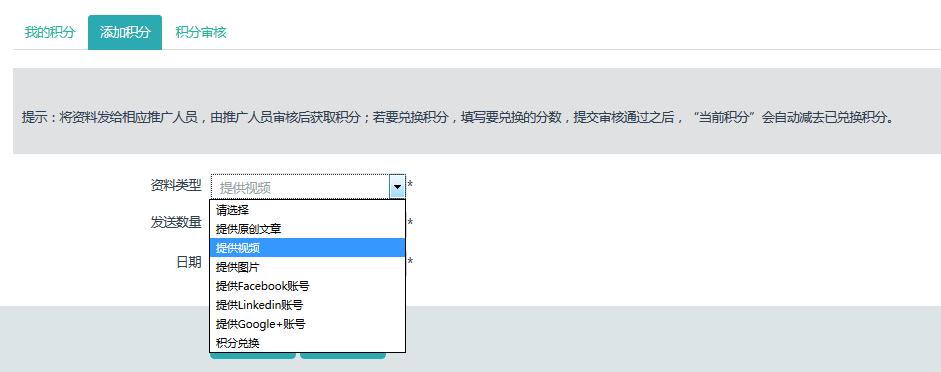 我的积分 添加积分 积分审核
提示：将资料发给相应推广人员，由推广人员审核后获取积分；若要兑换积分，填写要兑换的分数，提交审核通过之后，“当前积分”会自动减去已兑换积分。
资料类型 提供视频 *
请选择
发送数量 *
提供原创文章
提供视频
日期 *
提供图片
提供Facebook账号
提供Linkedin账号
提供Google+账号
积分兑换